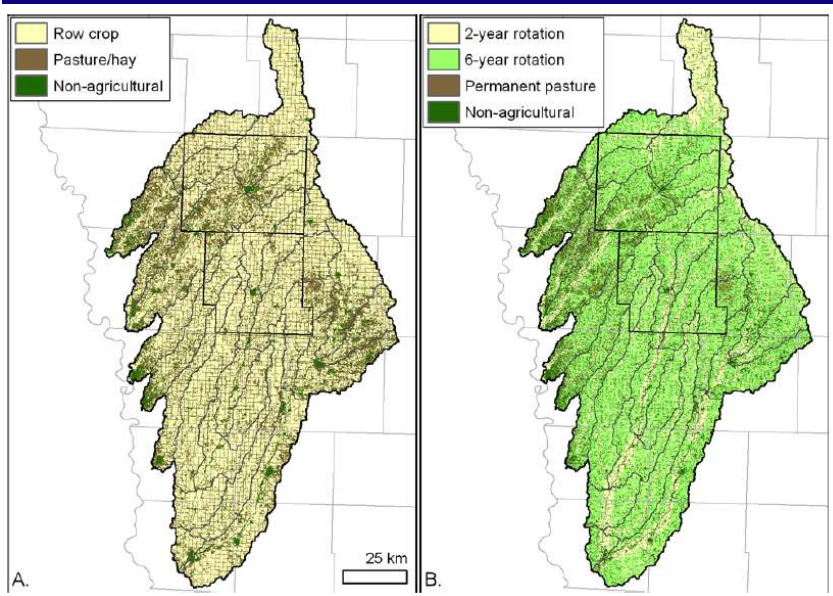 Row crop
Pasture/hay
Non-agricultural
25 km
A.
2-year rotation
6-year rotation
Permanent pasture
Non-agricultural
B.